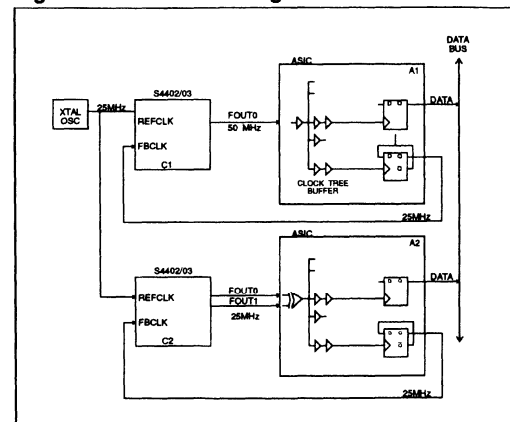 DATA
BUS
ASIC
A1
S4402/03
DATA
XTAL
OSC
25MHz
REFCLK
FOUT0
50 MHz
FBCLK
C1
CLOCK TREE
BUFFER
25MHz
ASIC
A2
S4402/03
FOUT0
DATA
REFCLK
FOUT1
FBCLK
25MHz
C2
25MHz